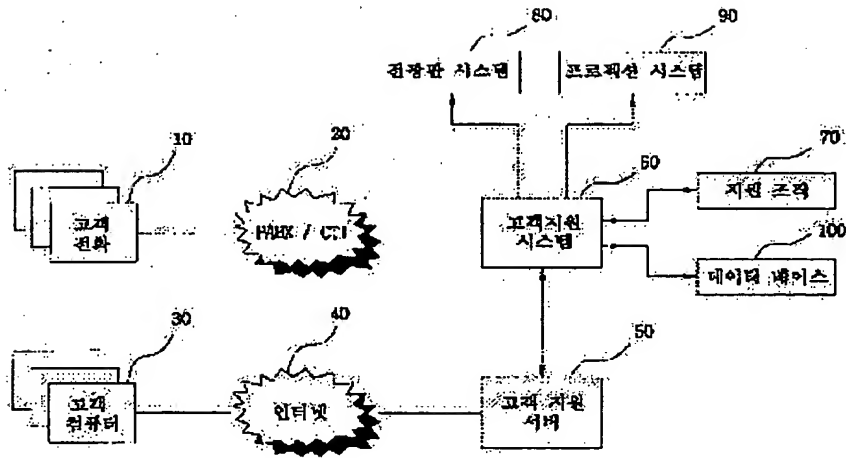 80
90
전광판 시스템
프로젝션 시스템
10
20
60
70
고객
전화
PABX / CTI
고객지원
시스템
지원 조직
100
데이터 베이스
30
40
50
고객
컴퓨터
인터넷
고객 지원
서버